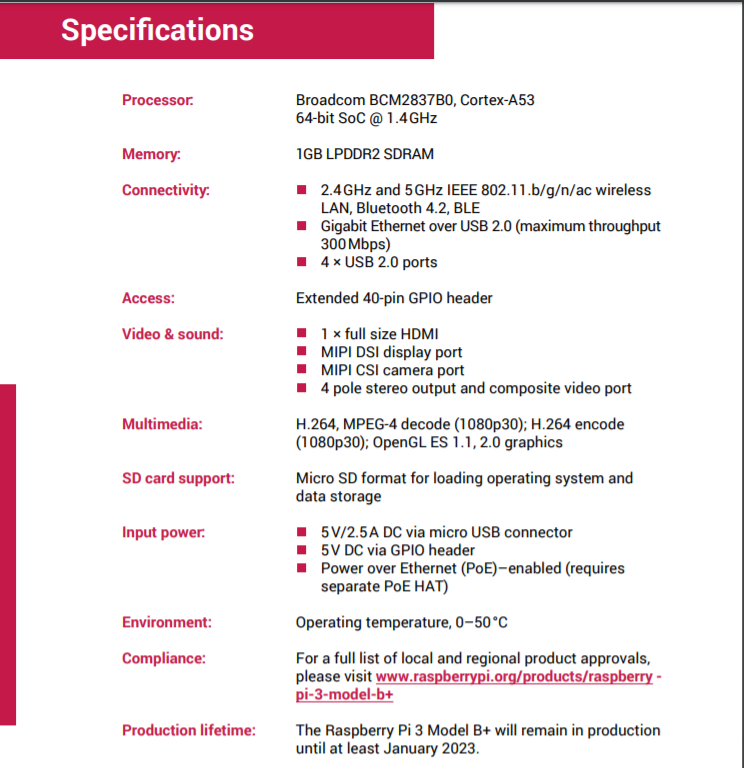 Specifications
Processor: Broadcom BCM2837B0, Cortex-A53
64-bit SoC @ 1.4GHz
Memory: 1GB LPDDR2 SDRAM
Connectivity: ■ 2.4GHz and 5GHz IEEE 802.11.b/g/n/ac wireless
LAN, Bluetooth 4.2, BLE
■ Gigabit Ethernet over USB 2.0 (maximum throughput
300Mbps)
■ 4 × USB 2.0 ports
Access: Extended 40-pin GPIO header
Video & sound: ■ 1 × full size HDMI
■ MIPI DSI display port
■ MIPI CSI camera port
■ 4 pole stereo output and composite video port
Multimedia: H.264, MPEG-4 decode (1080p30); H.264 encode
(1080p30); OpenGL ES 1.1, 2.0 graphics
SD card support: Micro SD format for loading operating system and
data storage
Input power: ■ 5V/2.5A DC via micro USB connector
■ 5V DC via GPIO header
■ Power over Ethernet (PoE)–enabled (requires
separate PoE HAT)
Environment: Operating temperature, 0–50°C
Compliance: For a full list of local and regional product approvals,
please visit www.raspberrypi.org/products/raspberry -
pi-3-model-b+
Production lifetime: The Raspberry Pi 3 Model B+ will remain in production
until at least January 2023.